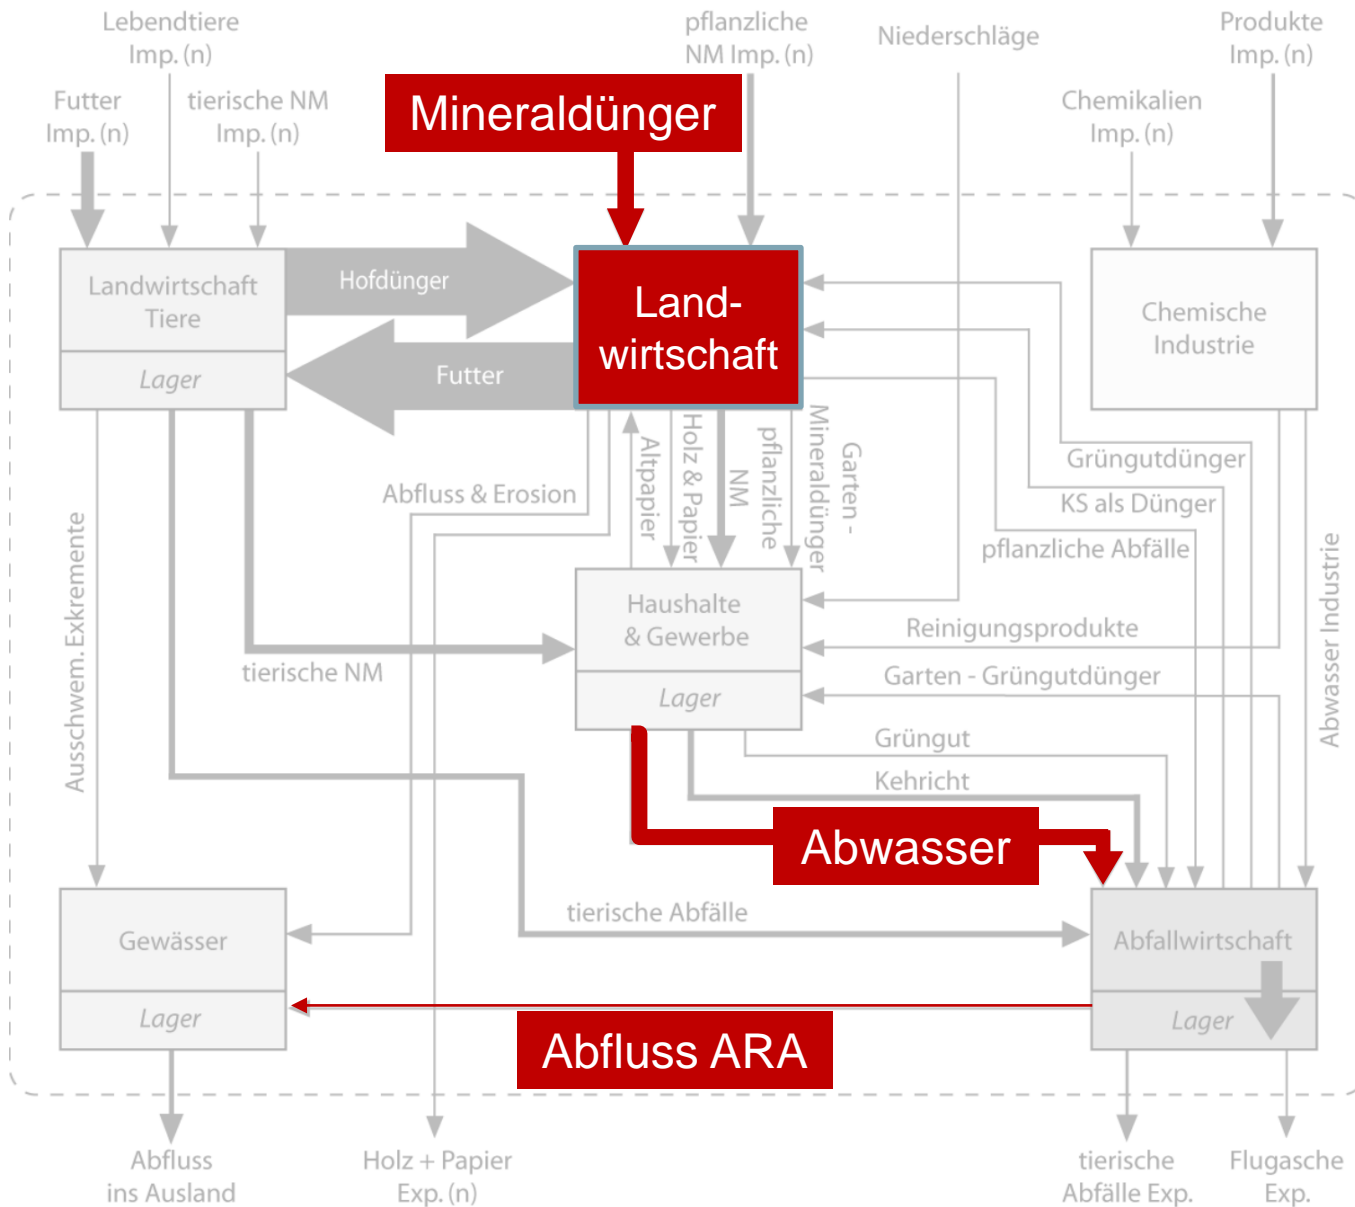 Lebendtiere
Imp. (n)
pflanzliche
NM Imp. (n)
Niederschläge
Produkte
Imp. (n)
Futter
Imp. (n)
tierische NM
Imp. (n)
Mineraldünger
Chemikalien
Imp. (n)
Landwirtschaft
Tiere
Lager
Hofdünger
Futter
Land-
wirtschaft
Chemische
Industrie
Altpapier
Holz & Papier
pflanzliche
NM
Garten -
Mineraldünger
Abfluss & Erosion
Grüngutdünger
KS als Dünger
pflanzliche Abfälle
Ausschwem. Exkremente
Abwasser Industrie
Haushalte
& Gewerbe
Lager
tierische NM
Reinigungsprodukte
Garten - Grüngutdünger
Grüngut
Kehricht
Abwasser
tierische Abfälle
Gewässer
Lager
Abfallwirtschaft
Lager
Abfluss ARA
Abfluss
ins Ausland
Holz + Papier
Exp. (n)
tierische
Abfälle Exp.
Flugasche
Exp.